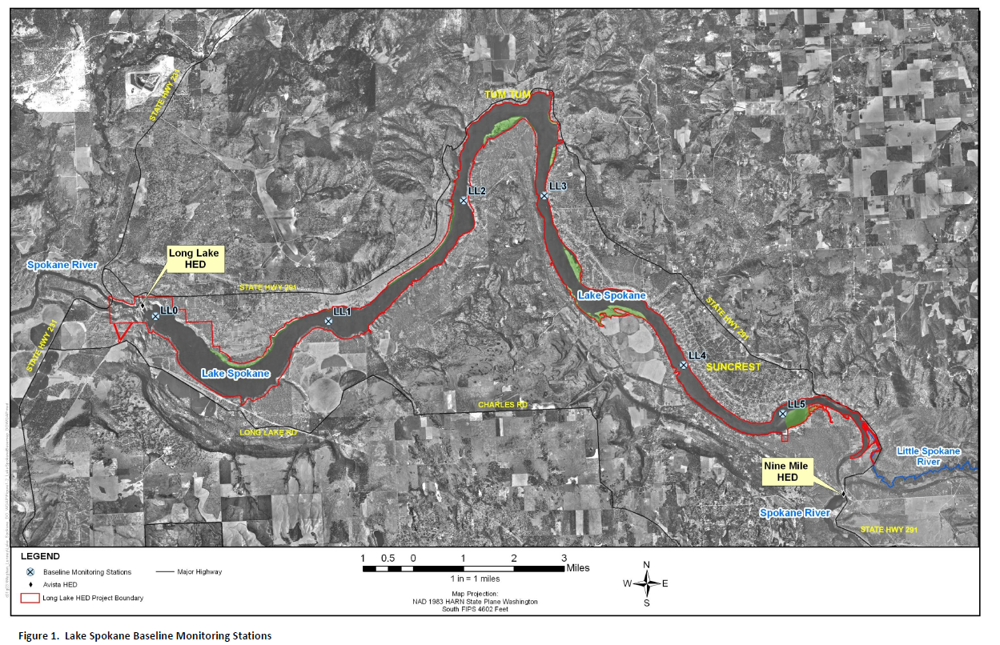 STATE HWY 231
TUM TUM
LL2
LL3
Long Lake
HED
Spokane River
STATE HWY 291
LL0
LL1
Lake Spokane
STATE HWY 291
STATE HWY 231
LL4
SUNCREST
Lake Spokane
CHARLES RD
LL5
LONG LAKE RD
Little Spokane
River
Nine Mile
HED
Spokane River
STATE HWY 291
LEGEND
Baseline Monitoring Stations
Major Highway
Avista HED
Long Lake HED Project Boundary
1 0.5 0 1 2 3
Miles
1 in = 1 miles
Map Projection:
NAD 1983 HARN State Plane Washington
South FIPS 4602 Feet
N
W E
S
Figure 1. Lake Spokane Baseline Monitoring Stations